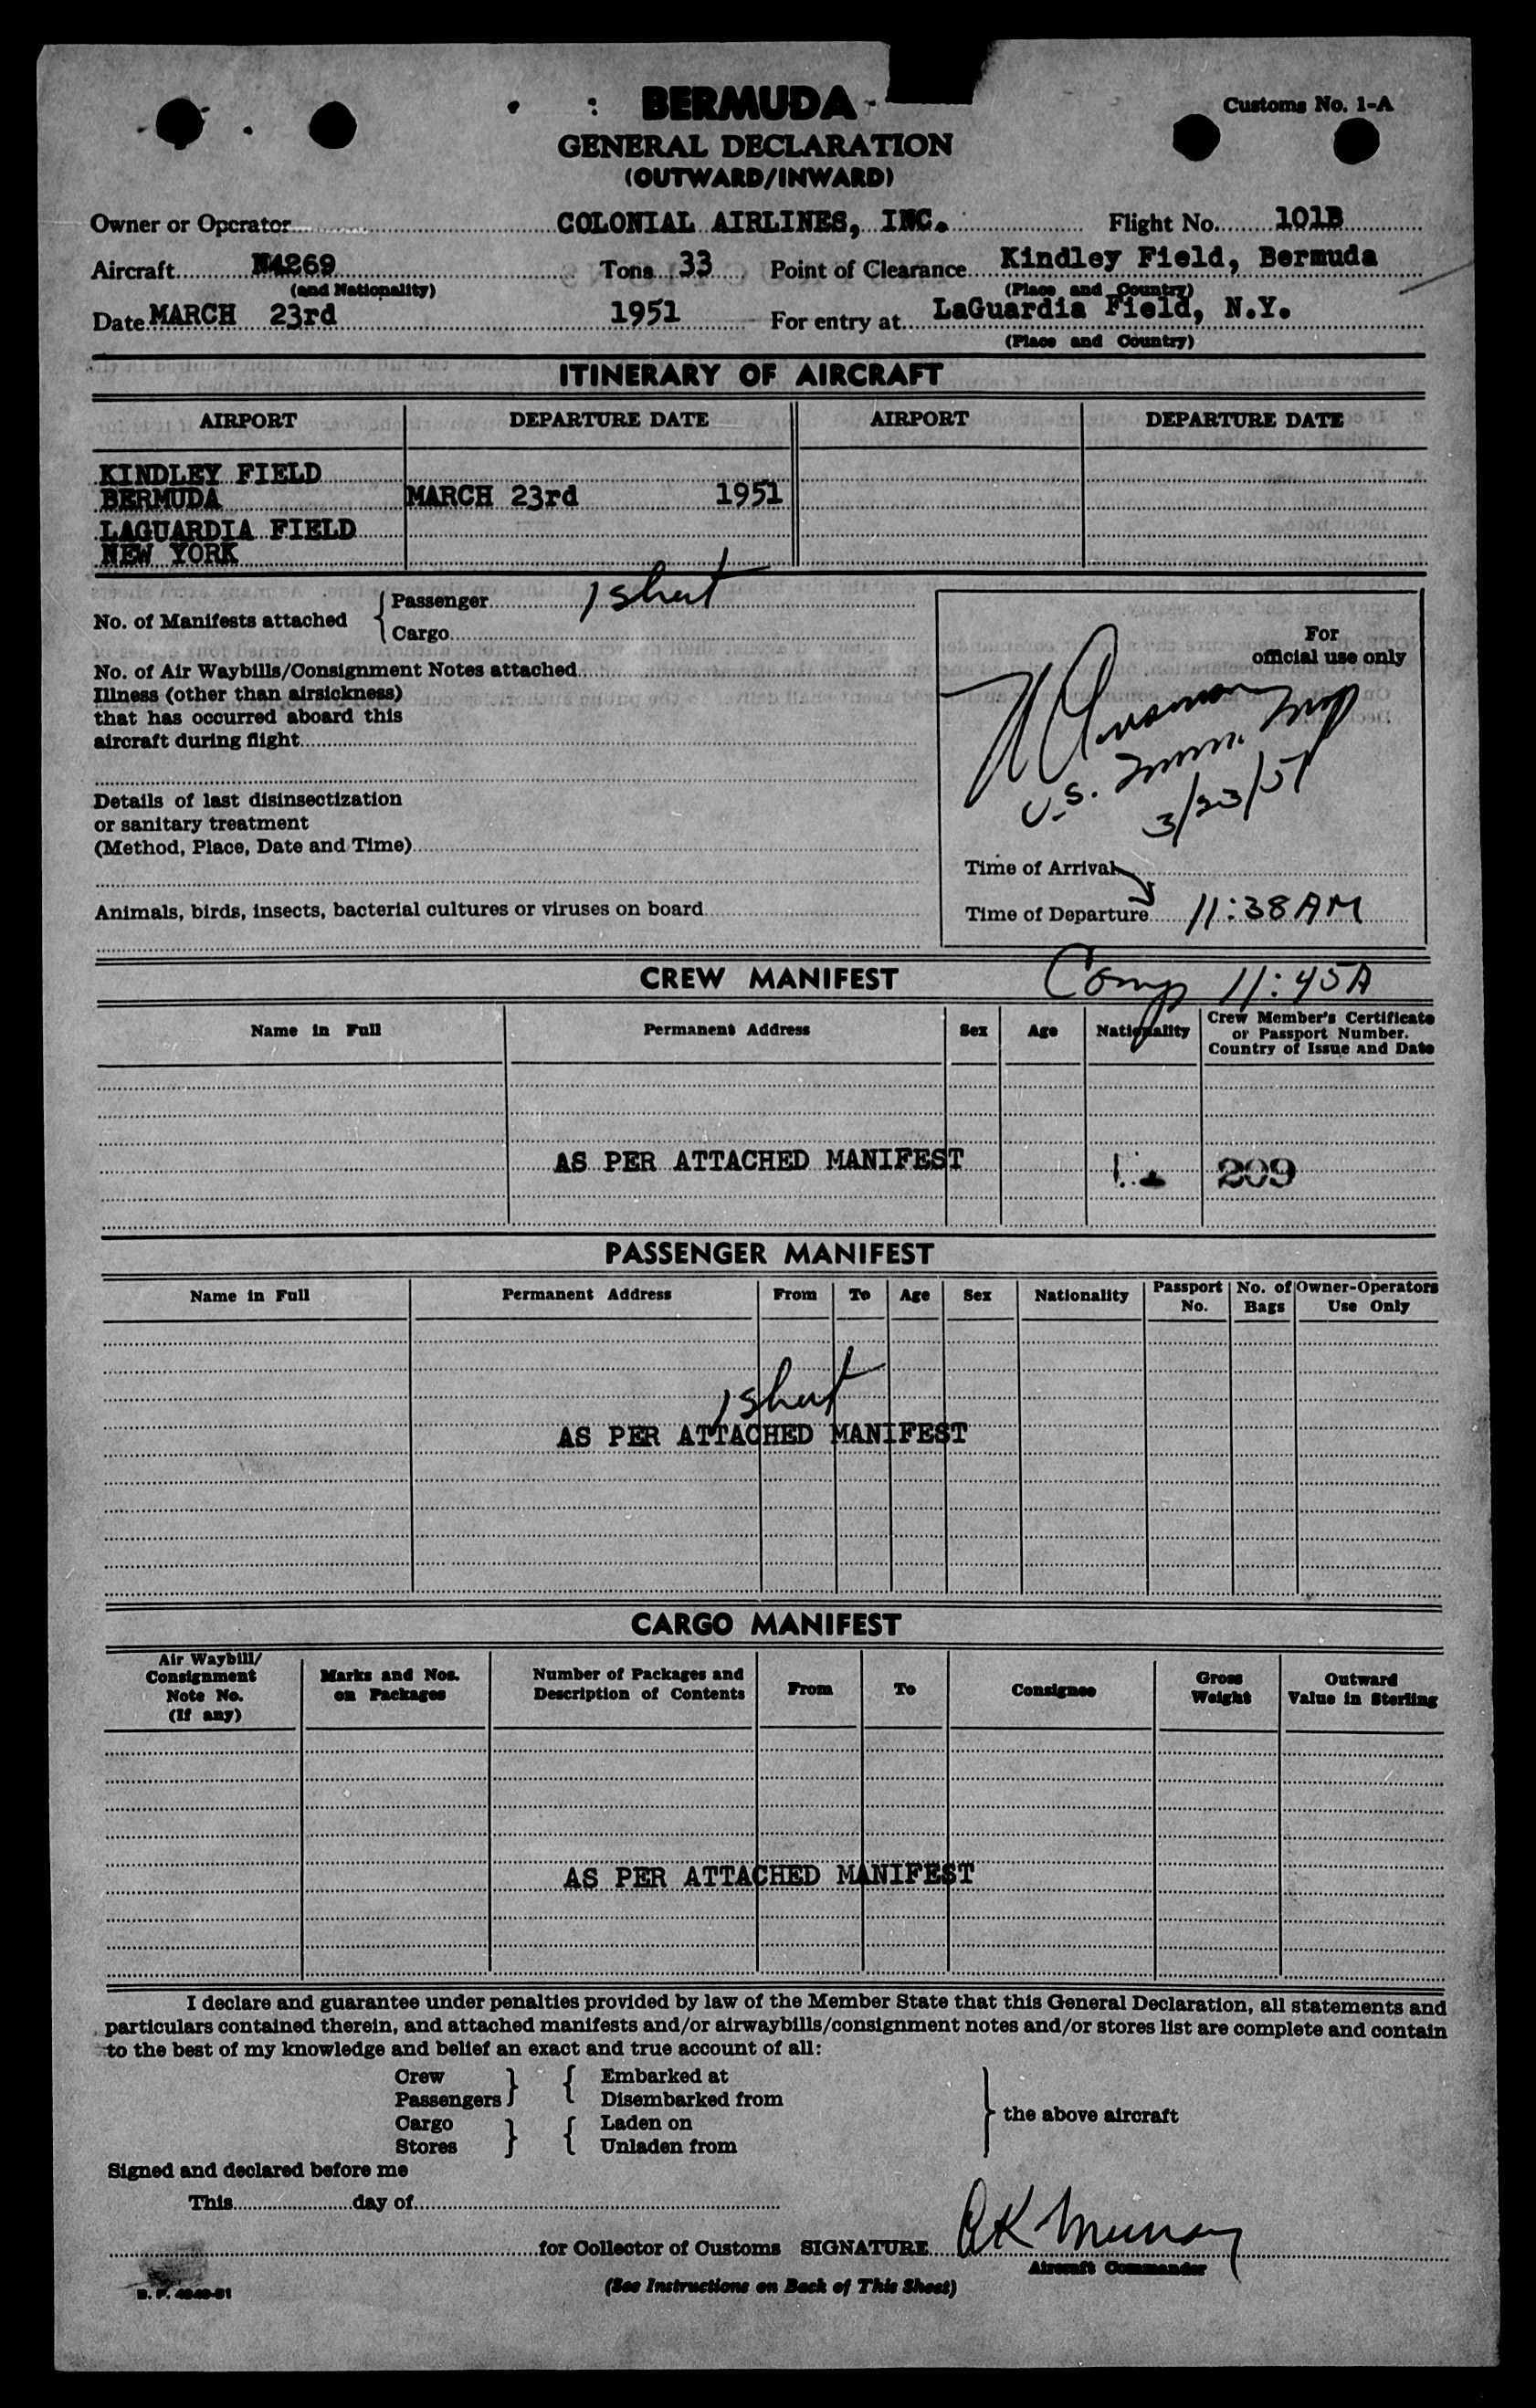 BERMUDA
Customs No. 1-A
GENERAL DECLARATION
(OUTWARD/INWARD)
Owner or Operator COLONIAL AIRLINES, INC. Flight No. 101B
Aircraft N4269 Tons 33 Point of Clearance Kindley Field, Bermuda
(and Nationality) (Place and Country)
Date MARCH 23rd 1951 For entry at LaGuardia Field, N.Y.
(Place and Country)
ITINERARY OF AIRCRAFT
AIRPORT DEPARTURE DATE AIRPORT DEPARTURE DATE
KINDLEY FIELD
BERMUDA MARCH 23rd 1951
LAGUARDIA FIELD
NEW YORK
No. of Manifests attached { Passenger 1 sheet
Cargo
For
official use only
No. of Air Waybills/Consignment Notes attached
Illness (other than airsickness)
that has occurred aboard this
aircraft during flight
U.S. Imm. Insp
3/23/51
Details of last disinsectization
or sanitary treatment
(Method, Place, Date and Time)
Time of Arrival
Animals, birds, insects, bacterial cultures or viruses on board
Time of Departure 11:38 AM
CREW MANIFEST Comp 11:45A
Name in Full Permanent Address Sex Age Nationality Crew Member's Certificate
or Passport Number.
Country of Issue and Date
AS PER ATTACHED MANIFEST 209
PASSENGER MANIFEST
Name in Full Permanent Address From To Age Sex Nationality Passport No. No. of Bags Owner-Operators Use Only
1 sheet
AS PER ATTACHED MANIFEST
CARGO MANIFEST
Air Waybill/
Consignment
Note No.
(If any) Marks and Nos.
on Packages Number of Packages and
Description of Contents From To Consignee Gross
Weight Outward
Value in Sterling
AS PER ATTACHED MANIFEST
I declare and guarantee under penalties provided by law of the Member State that this General Declaration, all statements and
particulars contained therein, and attached manifests and/or airwaybills/consignment notes and/or stores list are complete and contain
to the best of my knowledge and belief an exact and true account of all:
Crew } { Embarked at
Passengers Disembarked from
Cargo } { Laden on } the above aircraft
Stores Unladen from
Signed and declared before me
This day of
for Collector of Customs SIGNATURE
Aircraft Commander
(See Instructions on Back of This Sheet)